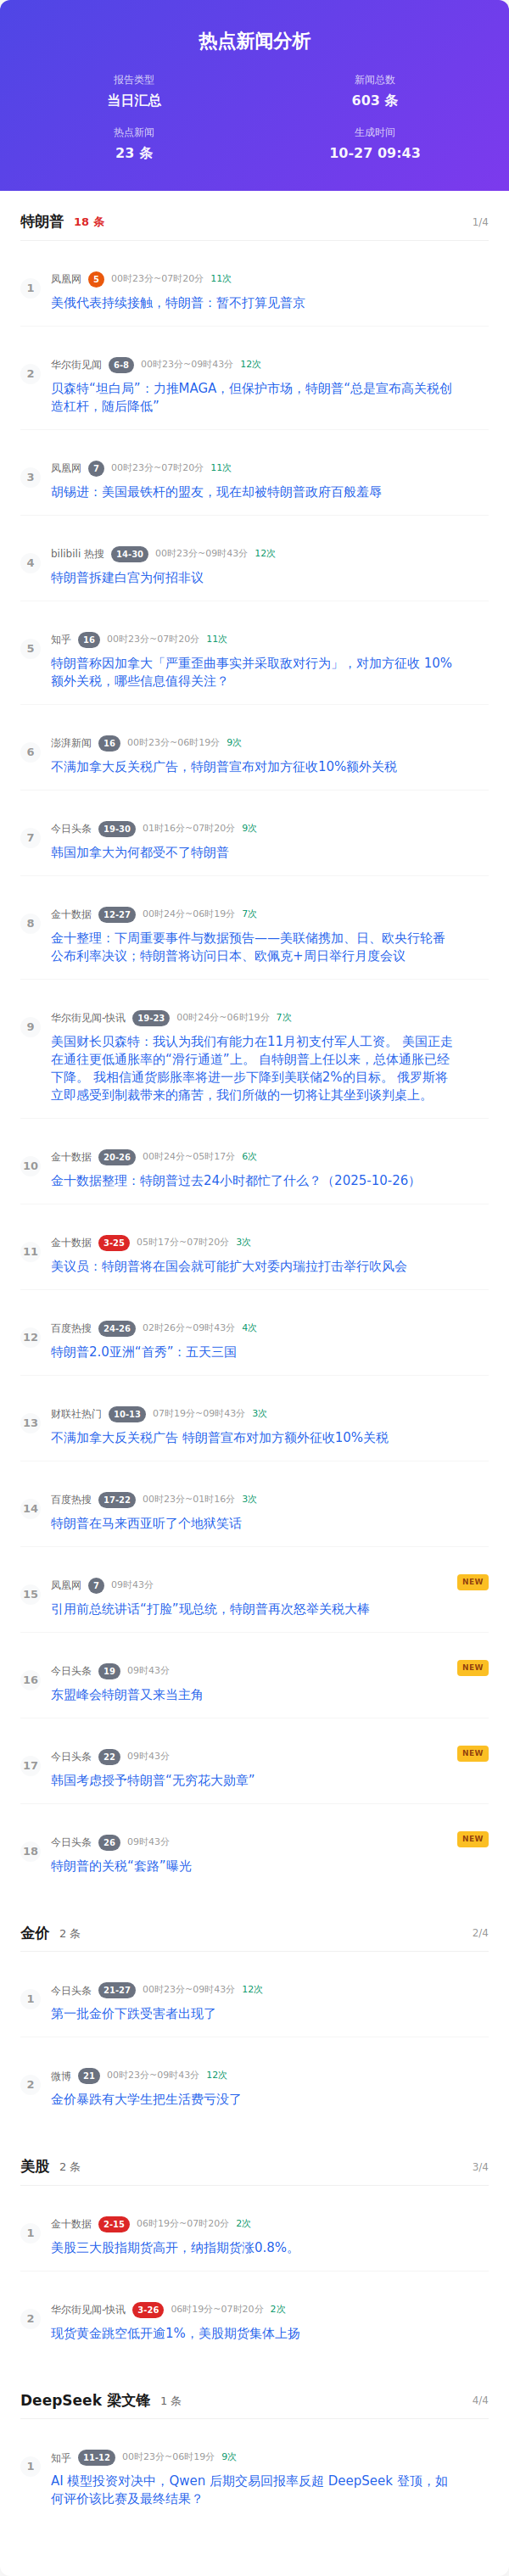 热点新闻分析
报告类型
新闻总数
当日汇总
603 条
热点新闻
生成时间
23 条
10-27 09:43
特朗普 18 条 1/4
1
凤凰网 5 00时23分~07时20分 11次
美俄代表持续接触，特朗普：暂不打算见普京
2
华尔街见闻 6-8 00时23分~09时43分 12次
贝森特“坦白局”：力推MAGA，但保护市场，特朗普“总是宣布高关税创
造杠杆，随后降低”
3
凤凰网 7 00时23分~07时20分 11次
胡锡进：美国最铁杆的盟友，现在却被特朗普政府百般羞辱
4
bilibili 热搜 14-30 00时23分~09时43分 12次
特朗普拆建白宫为何招非议
5
知乎 16 00时23分~07时20分 11次
特朗普称因加拿大「严重歪曲事实并采取敌对行为」，对加方征收 10%
额外关税，哪些信息值得关注？
6
澎湃新闻 16 00时23分~06时19分 9次
不满加拿大反关税广告，特朗普宣布对加方征收10%额外关税
7
今日头条 19-30 01时16分~07时20分 9次
韩国加拿大为何都受不了特朗普
8
金十数据 12-27 00时24分~06时19分 7次
金十整理：下周重要事件与数据预告——美联储携加、日、欧央行轮番
公布利率决议；特朗普将访问日本、欧佩克+周日举行月度会议
9
华尔街见闻-快讯 19-23 00时24分~06时19分 7次
美国财长贝森特：我认为我们有能力在11月初支付军人工资。 美国正走
在通往更低通胀率的“滑行通道”上。 自特朗普上任以来，总体通胀已经
下降。 我相信通货膨胀率将进一步下降到美联储2%的目标。 俄罗斯将
立即感受到制裁带来的痛苦，我们所做的一切将让其坐到谈判桌上。
10
金十数据 20-26 00时24分~05时17分 6次
金十数据整理：特朗普过去24小时都忙了什么？（2025-10-26）
11
金十数据 3-25 05时17分~07时20分 3次
美议员：特朗普将在国会就可能扩大对委内瑞拉打击举行吹风会
12
百度热搜 24-26 02时26分~09时43分 4次
特朗普2.0亚洲“首秀”：五天三国
13
财联社热门 10-13 07时19分~09时43分 3次
不满加拿大反关税广告 特朗普宣布对加方额外征收10%关税
14
百度热搜 17-22 00时23分~01时16分 3次
特朗普在马来西亚听了个地狱笑话
15
凤凰网 7 09时43分 NEW
引用前总统讲话“打脸”现总统，特朗普再次怒举关税大棒
16
今日头条 19 09时43分 NEW
东盟峰会特朗普又来当主角
17
今日头条 22 09时43分 NEW
韩国考虑授予特朗普“无穷花大勋章”
18
今日头条 26 09时43分 NEW
特朗普的关税“套路”曝光
金价 2 条 2/4
1
今日头条 21-27 00时23分~09时43分 12次
第一批金价下跌受害者出现了
2
微博 21 00时23分~09时43分 12次
金价暴跌有大学生把生活费亏没了
美股 2 条 3/4
1
金十数据 2-15 06时19分~07时20分 2次
美股三大股指期货高开，纳指期货涨0.8%。
2
华尔街见闻-快讯 3-26 06时19分~07时20分 2次
现货黄金跳空低开逾1%，美股期货集体上扬
DeepSeek 梁文锋 1 条 4/4
1
知乎 11-12 00时23分~06时19分 9次
AI 模型投资对决中，Qwen 后期交易回报率反超 DeepSeek 登顶，如
何评价该比赛及最终结果？